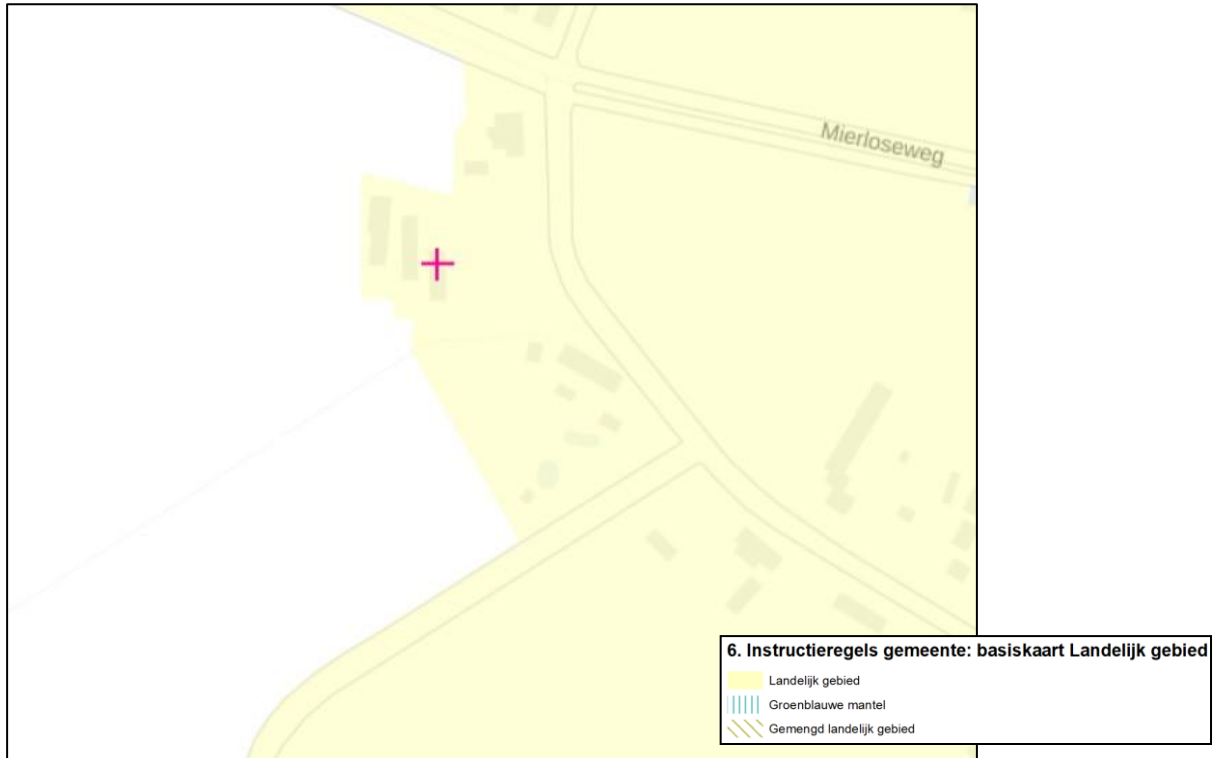 Mierloseweg
6. Instructieregels gemeente: basiskaart Landelijk gebied
Landelijk gebied
Groenblauwe mantel
Gemengd landelijk gebied